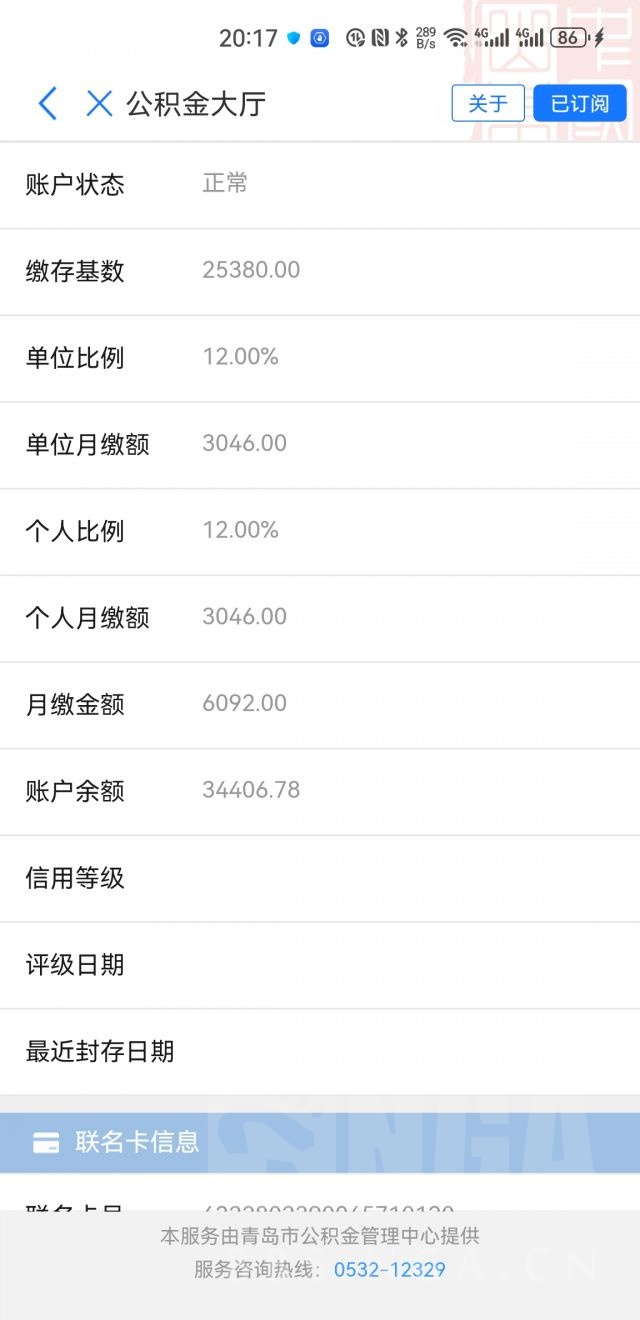 20:17 289 B/s 4G 4G 86
公积金大厅 关于 已订阅
账户状态 正常
缴存基数 25380.00
单位比例 12.00%
单位月缴额 3046.00
个人比例 12.00%
个人月缴额 3046.00
月缴金额 6092.00
账户余额 34406.78
信用等级
评级日期
最近封存日期
联名卡信息
本服务由青岛市公积金管理中心提供
服务咨询热线：0532-12329